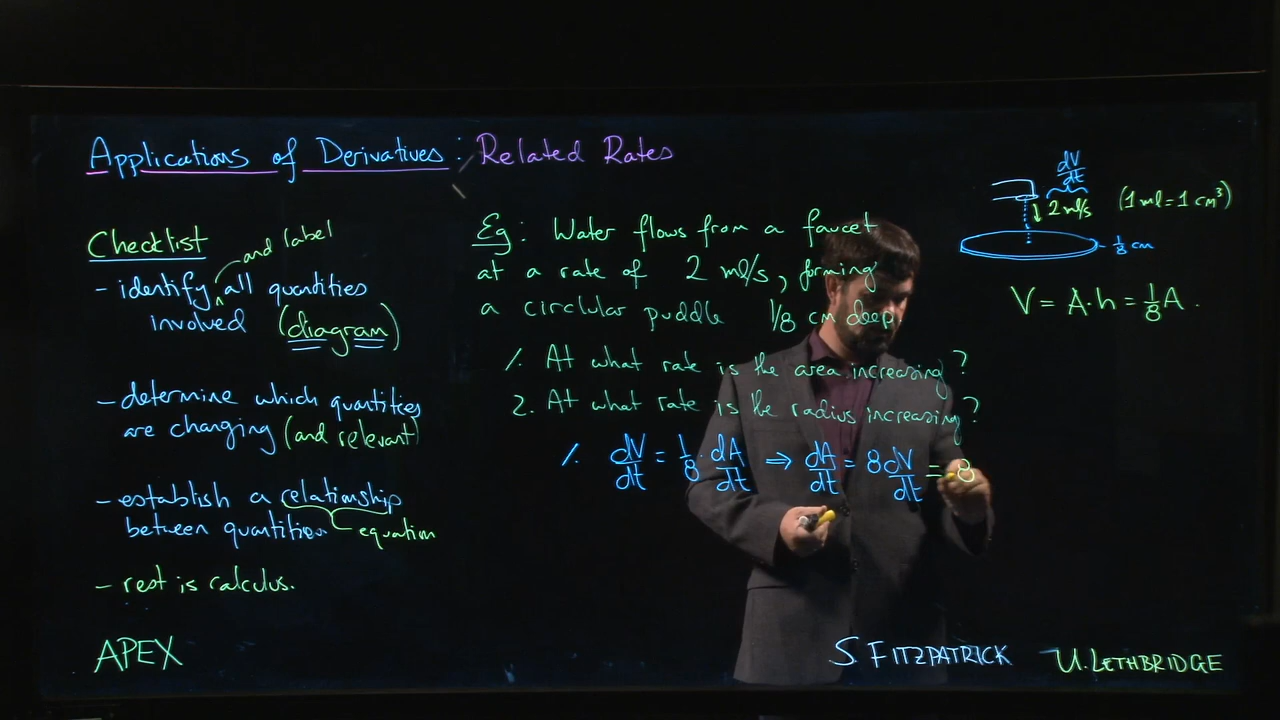 Applications of Derivatives: Related Rates
Checklist
and label
- identify all quantities
involved (diagram)
- determine which quantities
are changing (and relevant)
- establish a relationship
between quantities
equation
- rest is calculus.
APEX
Eg: Water flows from a faucet
at a rate of 2 ml/s, forming
a circlular puddle 1/8 cm deep
1. At what rate is the area increasing?
2. At what rate is the radius increasing?
1. dV/dt = 1/8 · dA/dt ⇒ dA/dt = 8 dV/dt = 8
dV/dt
2 ml/s (1 ml = 1 cm³)
1/8 cm
V = A·h = 1/8 A.
S. FITZPATRICK U. LETHBRIDGE